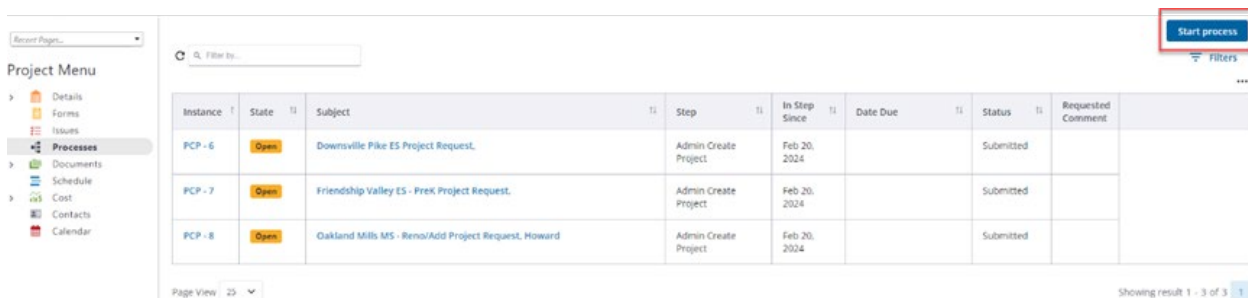 Start process
Recent Pages...
Filter by...
Filters
Project Menu
Details
Forms
Issues
Processes
Documents
Schedule
Cost
Contacts
Calendar
Instance State Subject Step In Step Since Date Due Status Requested Comment
PCP - 6 Open Downsville Pike ES Project Request, Admin Create Project Feb 20, 2024 Submitted
PCP - 7 Open Friendship Valley ES - PreK Project Request, Admin Create Project Feb 20, 2024 Submitted
PCP - 8 Open Oakland Mills MS - Reno/Add Project Request, Howard Admin Create Project Feb 20, 2024 Submitted
Page View 25
Showing result 1 - 3 of 3 1